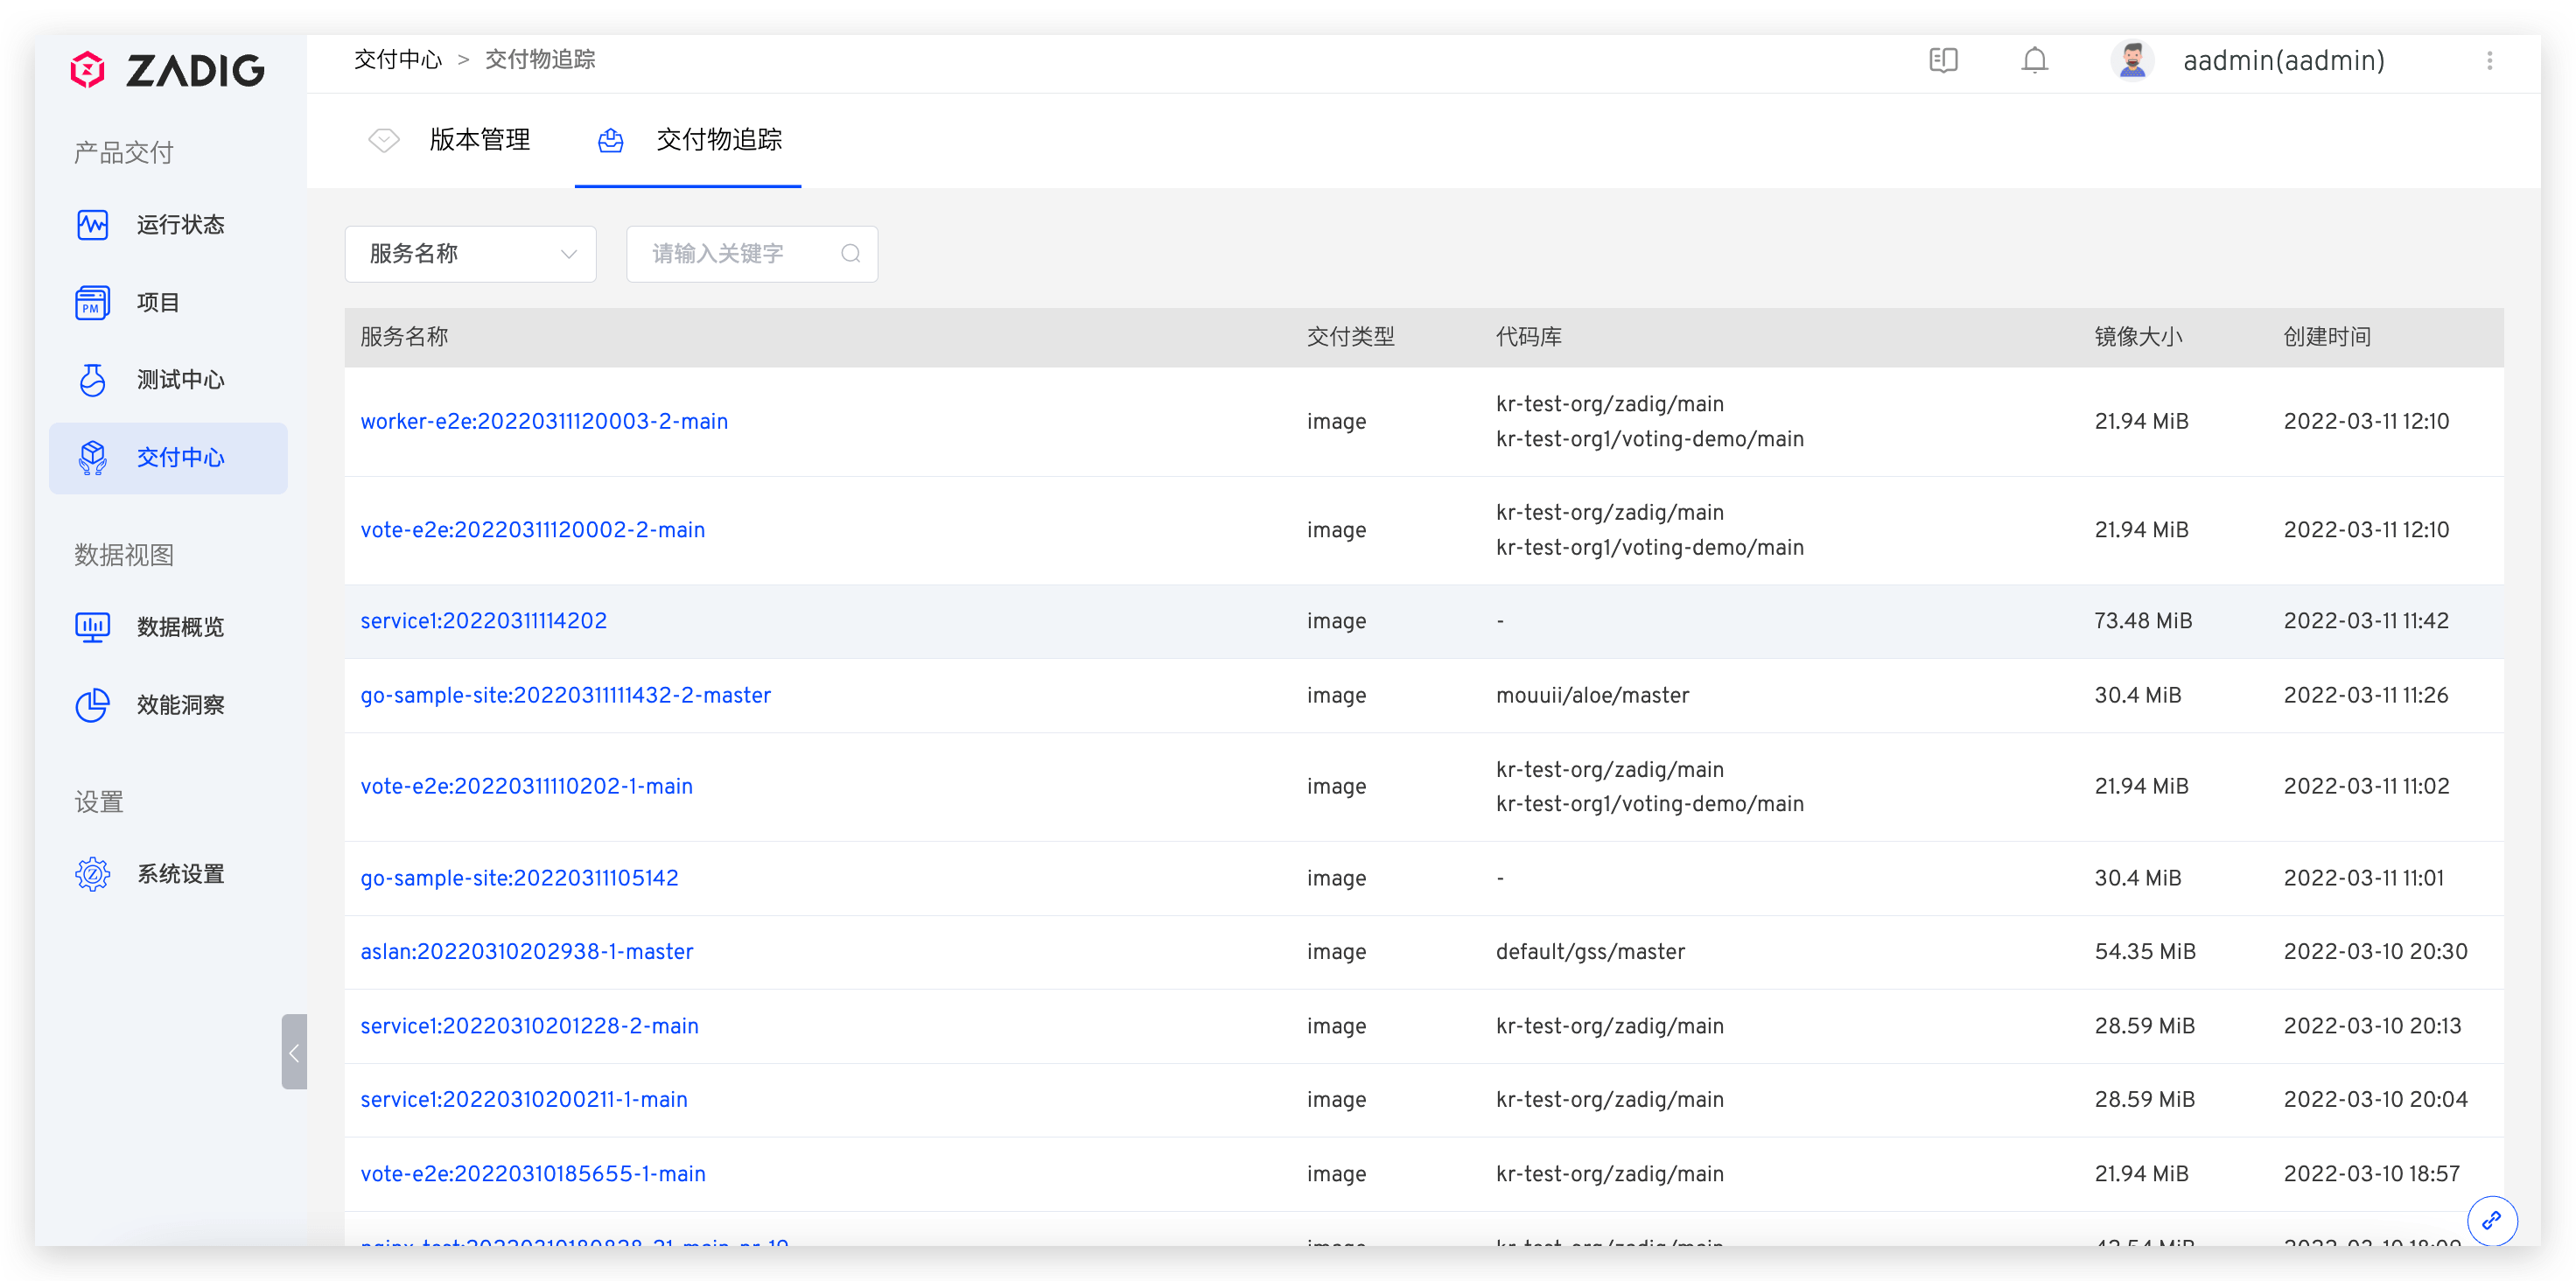 ZADIG
产品交付
运行状态
PM
项目
测试中心
交付中心
数据视图
数据概览
效能洞察
设置
系统设置
交付中心 > 交付物追踪
aadmin(aadmin)
版本管理
交付物追踪
服务名称
请输入关键字
服务名称 交付类型 代码库 镜像大小 创建时间
worker-e2e:20220311120003-2-main image kr-test-org/zadig/main 21.94 MiB 2022-03-11 12:10
kr-test-org1/voting-demo/main
vote-e2e:20220311120002-2-main image kr-test-org/zadig/main 21.94 MiB 2022-03-11 12:10
kr-test-org1/voting-demo/main
service1:20220311114202 image - 73.48 MiB 2022-03-11 11:42
go-sample-site:20220311111432-2-master image mouuii/aloe/master 30.4 MiB 2022-03-11 11:26
vote-e2e:20220311110202-1-main image kr-test-org/zadig/main 21.94 MiB 2022-03-11 11:02
kr-test-org1/voting-demo/main
go-sample-site:20220311105142 image - 30.4 MiB 2022-03-11 11:01
aslan:20220310202938-1-master image default/gss/master 54.35 MiB 2022-03-10 20:30
service1:20220310201228-2-main image kr-test-org/zadig/main 28.59 MiB 2022-03-10 20:13
service1:20220310200211-1-main image kr-test-org/zadig/main 28.59 MiB 2022-03-10 20:04
vote-e2e:20220310185655-1-main image kr-test-org/zadig/main 21.94 MiB 2022-03-10 18:57
image kr-test-org/zadig/main